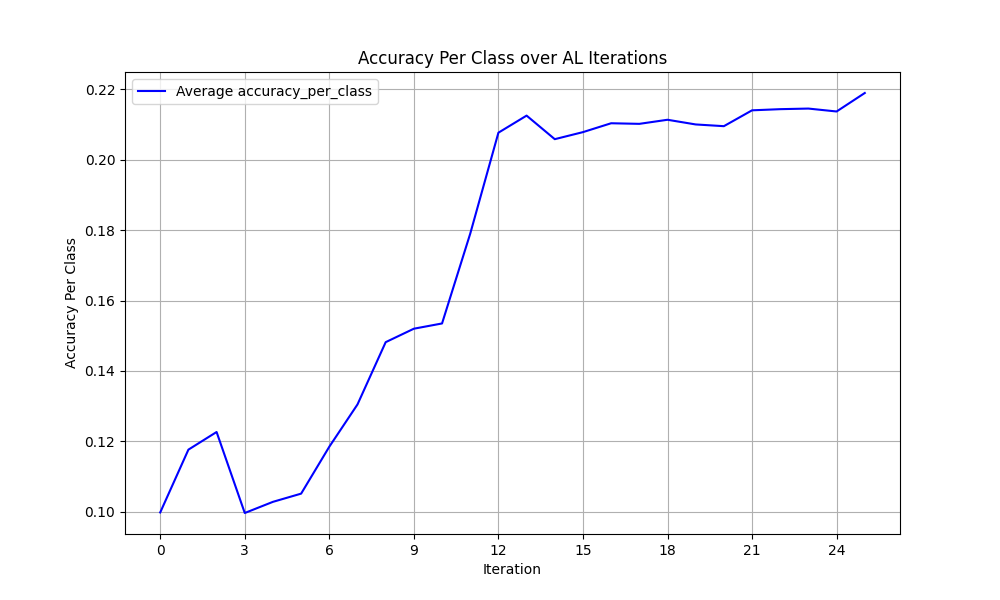 Accuracy Per Class over AL Iterations
Average accuracy_per_class
0.22
0.20
0.18
0.16
0.14
0.12
0.10
Accuracy Per Class
0 3 6 9 12 15 18 21 24
Iteration